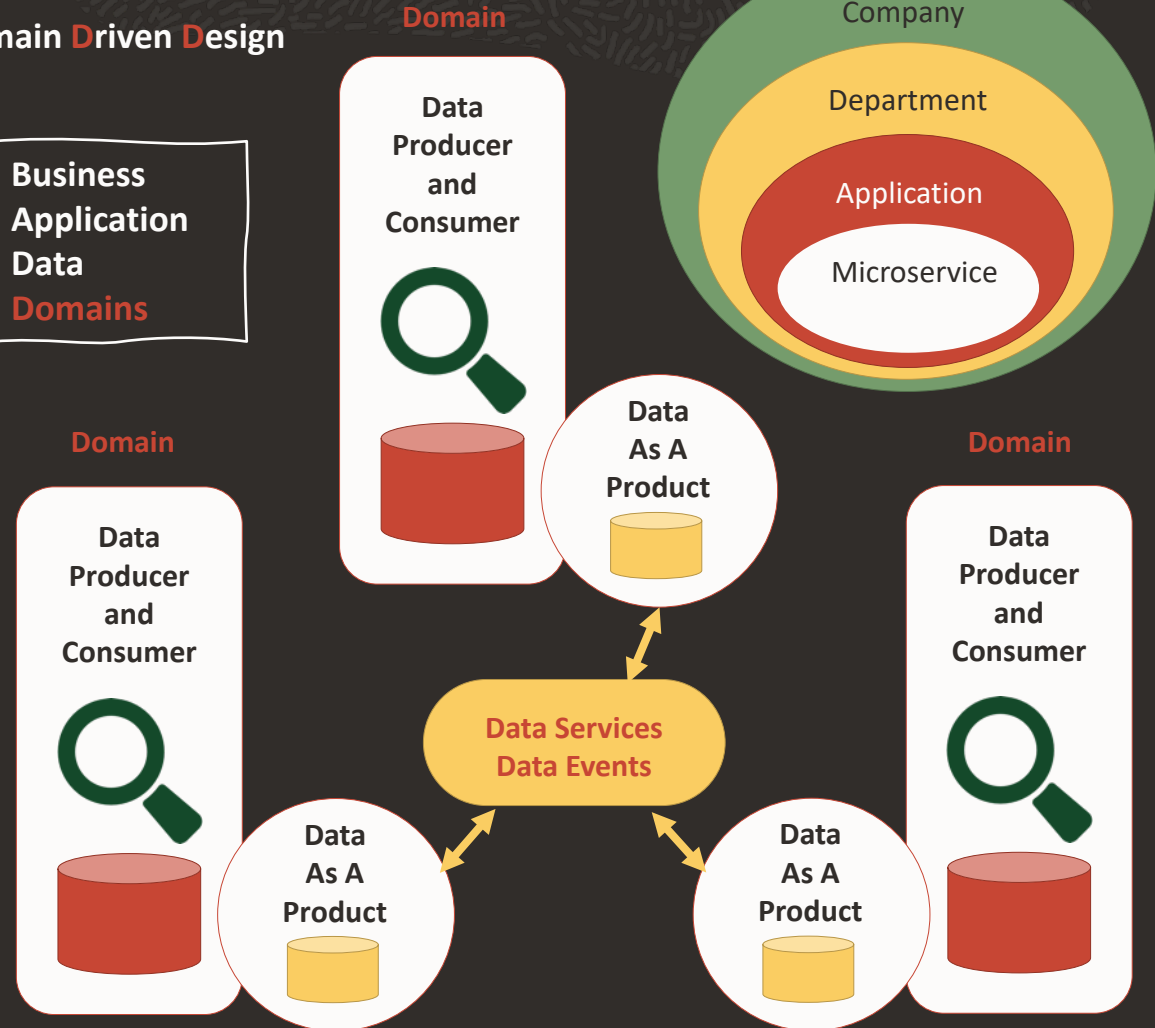 main Driven Design
Business
Application
Data
Domains
Domain
Data
Producer
and
Consumer
Data
As A
Product
Company
Department
Application
Microservice
Domain
Data
Producer
and
Consumer
Data
As A
Product
Data Services
Data Events
Domain
Data
Producer
and
Consumer
Data
As A
Product